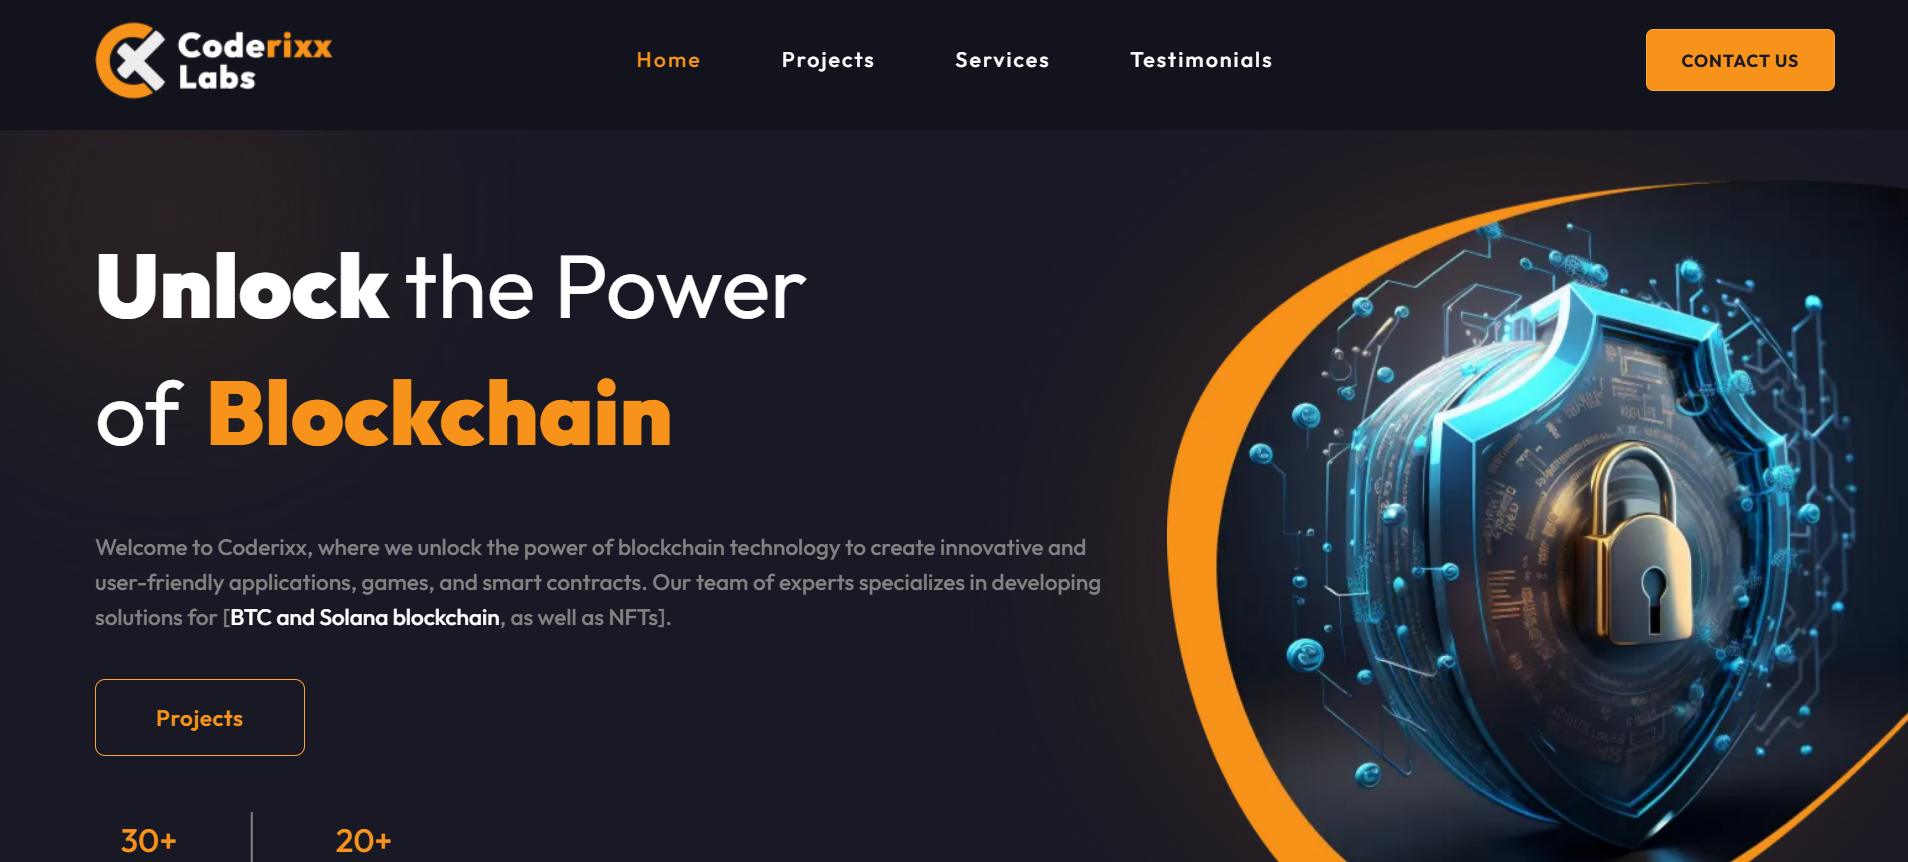 Coderixx
Labs
Home
Projects
Services
Testimonials
CONTACT US
Unlock the Power
of Blockchain
Welcome to Coderixx, where we unlock the power of blockchain technology to create innovative and
user-friendly applications, games, and smart contracts. Our team of experts specializes in developing
solutions for [BTC and Solana blockchain, as well as NFTs].
Projects
30+
20+